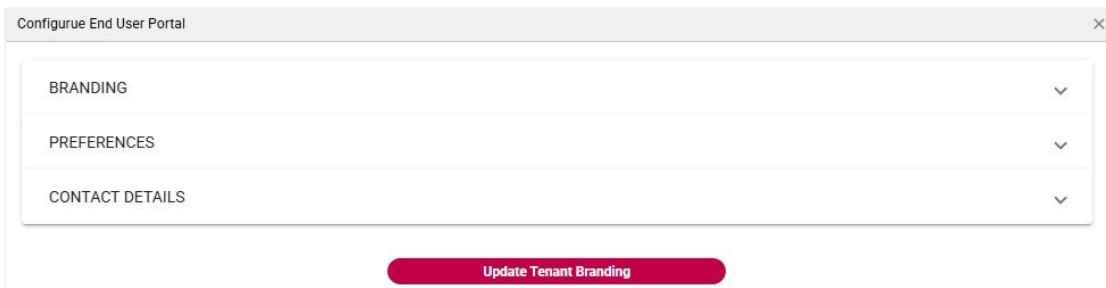 Configurue End User Portal
BRANDING
PREFERENCES
CONTACT DETAILS
Update Tenant Branding